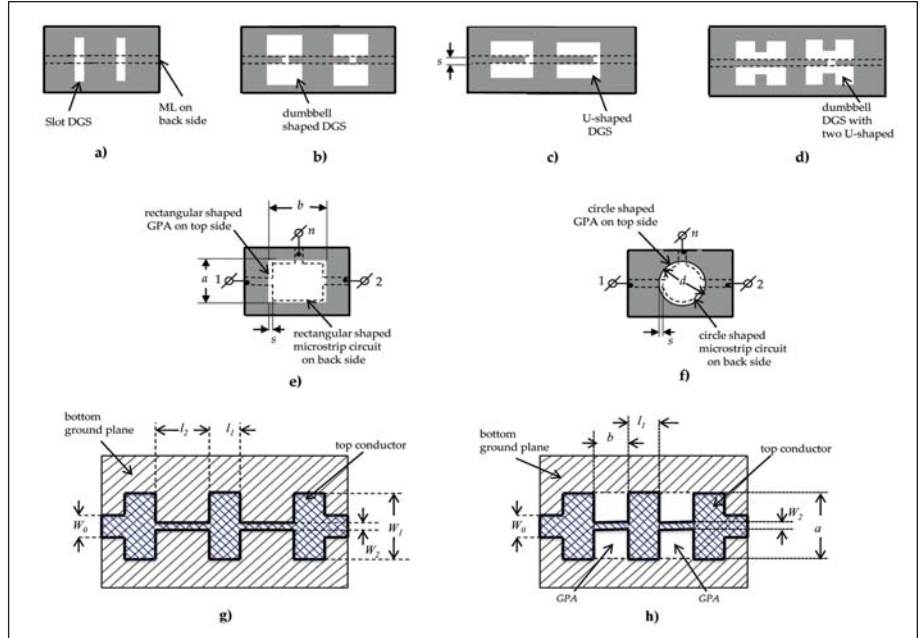 Slot DGS
ML on
back side
a)
dumbbell
shaped DGS
b)
s
U-shaped
DGS
c)
dumbbell
DGS with
two U-shaped
d)
rectangular shaped
GPA on top side
b
n
1
a
2
s
rectangular shaped
microstrip circuit
on back side
e)
circle shaped
GPA on top side
n
1
d
2
s
circle shaped
microstrip circuit
on back side
f)
bottom
ground plane
l2
l1
top conductor
W0
W1
W2
g)
bottom
ground plane
b
l1
top conductor
W0
W2
a
GPA
GPA
h)